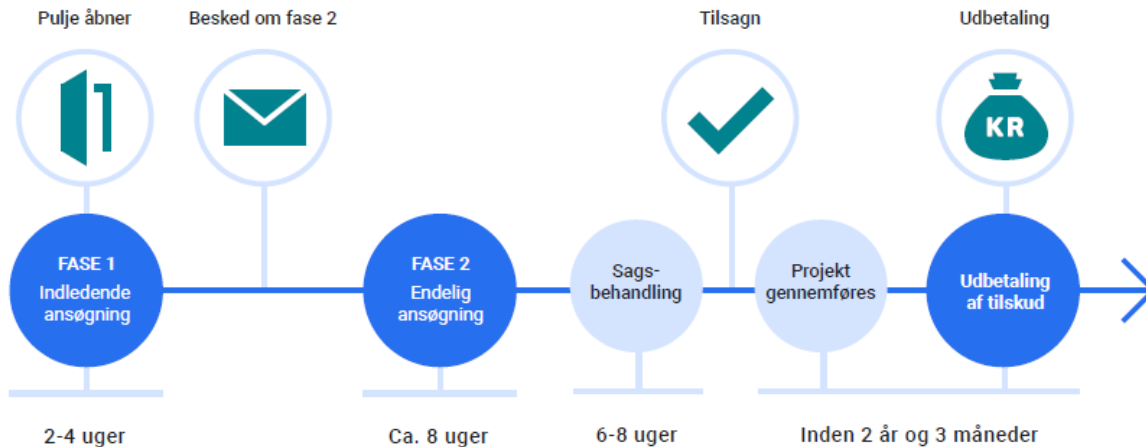 Pulje åbner
Besked om fase 2
Tilsagn
Udbetaling
KR
FASE 1
Indledende
ansøgning
FASE 2
Endelig
ansøgning
Sags-
behandling
Projekt
gennemføres
Udbetaling
af tilskud
2-4 uger
Ca. 8 uger
6-8 uger
Inden 2 år og 3 måneder